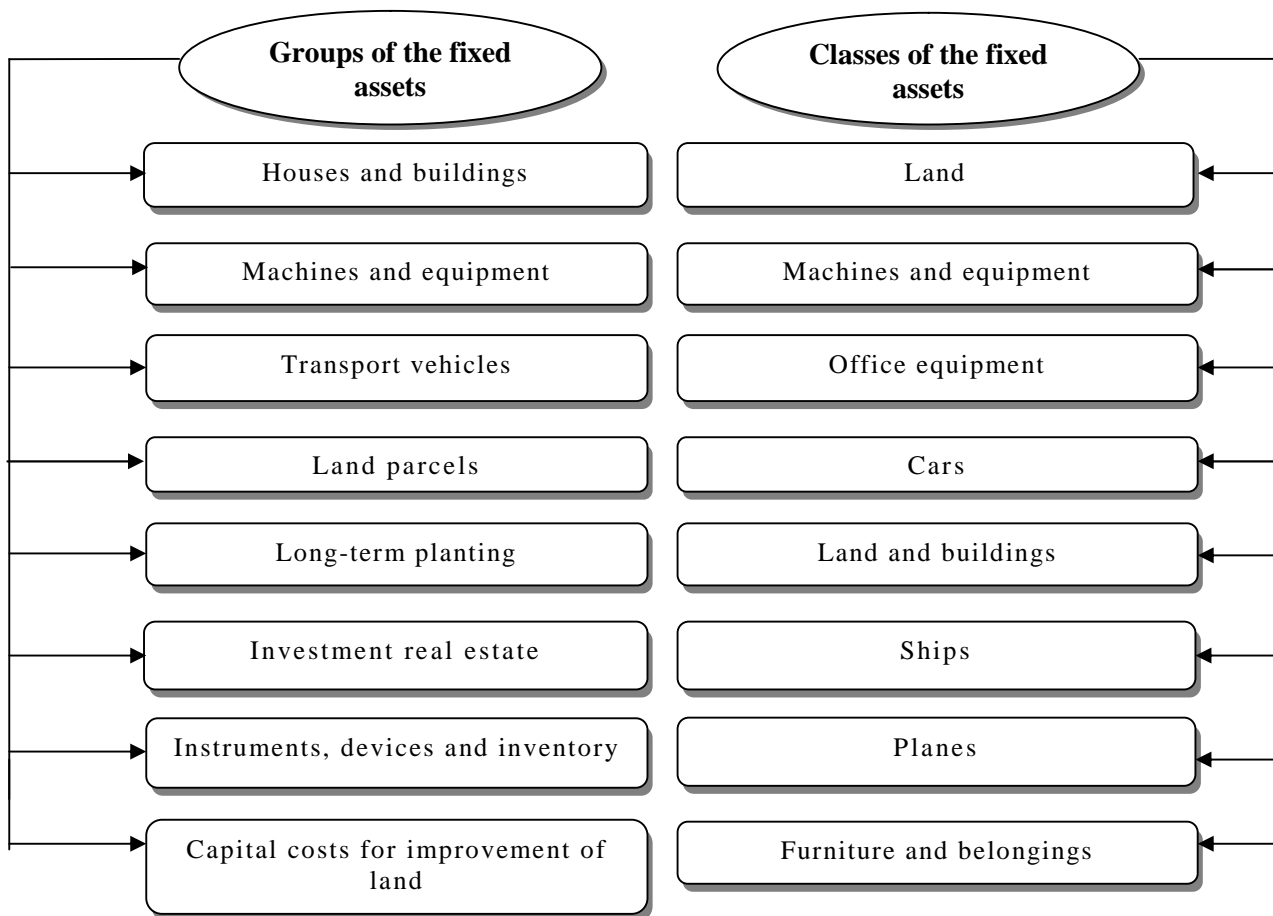 Groups of the fixed
assets
Classes of the fixed
assets
Houses and buildings
Land
Machines and equipment
Machines and equipment
Transport vehicles
Office equipment
Land parcels
Cars
Long-term planting
Land and buildings
Investment real estate
Ships
Instruments, devices and inventory
Planes
Capital costs for improvement of
land
Furniture and belongings